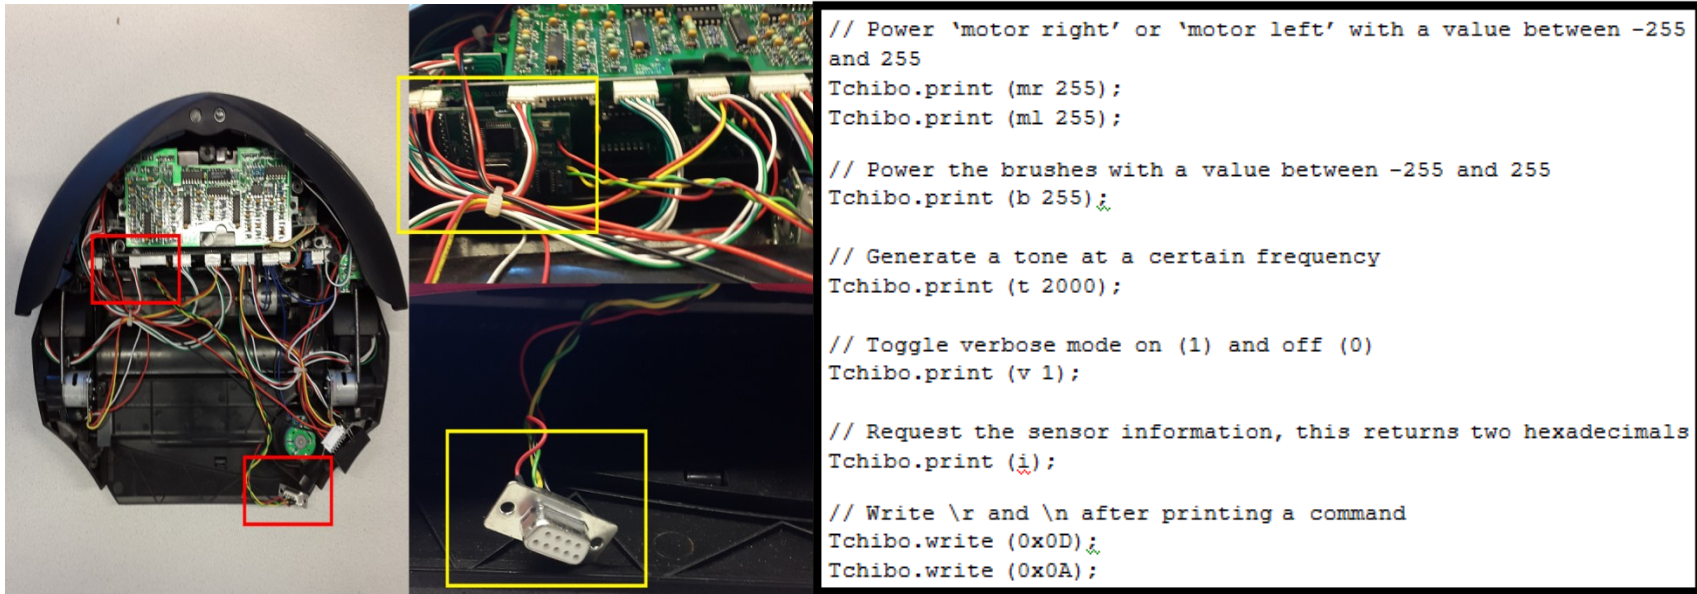 // Power ‘motor right’ or ‘motor left’ with a value between -255
and 255
Tchibo.print (mr 255);
Tchibo.print (ml 255);
// Power the brushes with a value between -255 and 255
Tchibo.print (b 255);
// Generate a tone at a certain frequency
Tchibo.print (t 2000);
// Toggle verbose mode on (1) and off (0)
Tchibo.print (v 1);
// Request the sensor information, this returns two hexadecimals
Tchibo.print (i);
// Write \r and \n after printing a command
Tchibo.write (0x0D);
Tchibo.write (0x0A);